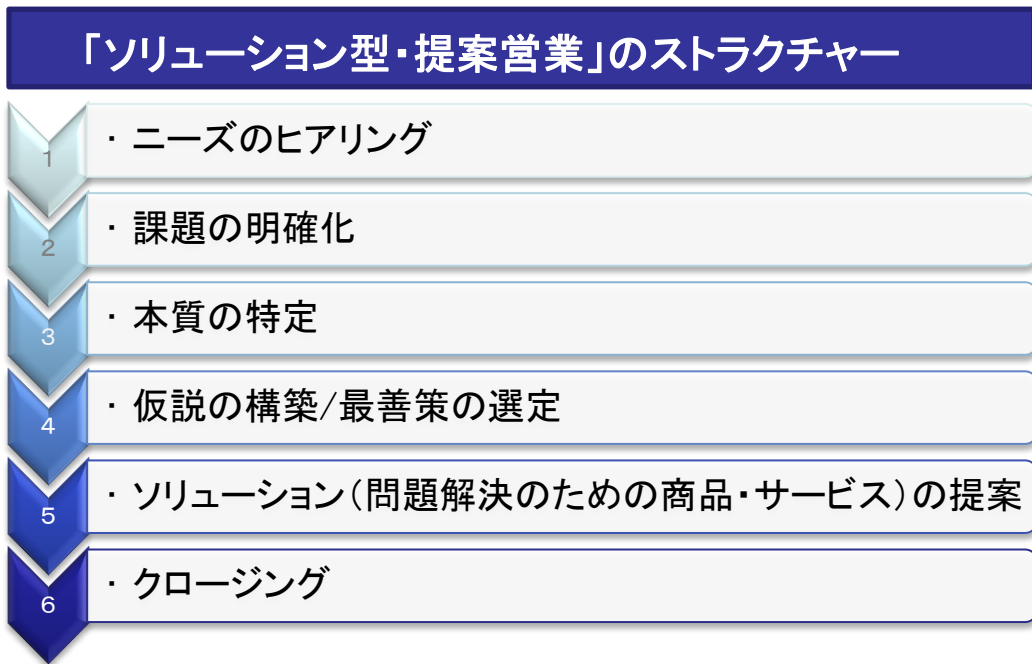 「ソリューション型・提案営業」のストラクチャー
1
・ニーズのヒアリング
2
・課題の明確化
3
・本質の特定
4
・仮説の構築/最善策の選定
5
・ソリューション（問題解決のための商品・サービス）の提案
6
・クロージング